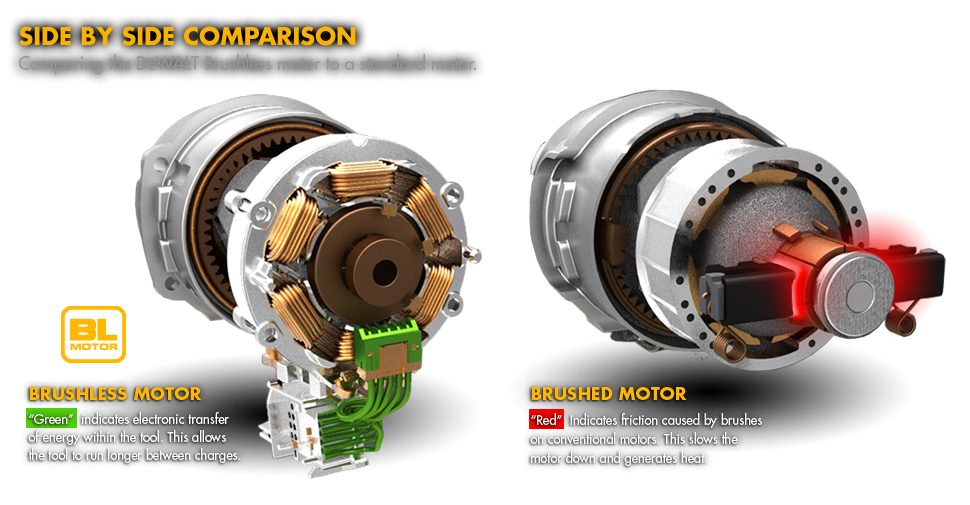 SIDE BY SIDE COMPARISON
Comparing the DEWALT Brushless motor to a standard motor.
BL
MOTOR
BRUSHLESS MOTOR
"Green" indicates electronic transfer
of energy within the tool. This allows
the tool to run longer between charges.
BRUSHED MOTOR
"Red" Indicates friction caused by brushes
on conventional motors. This slows the
motor down and generates heat.